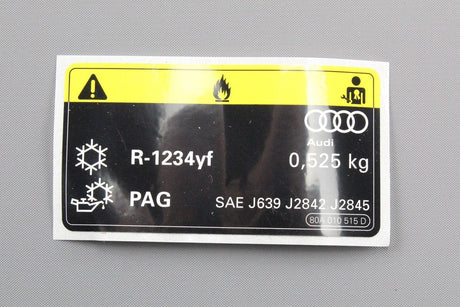 Audi
R-1234yf 0,525 kg
PAG SAE J639 J2842 J2845
80A 010 515 D